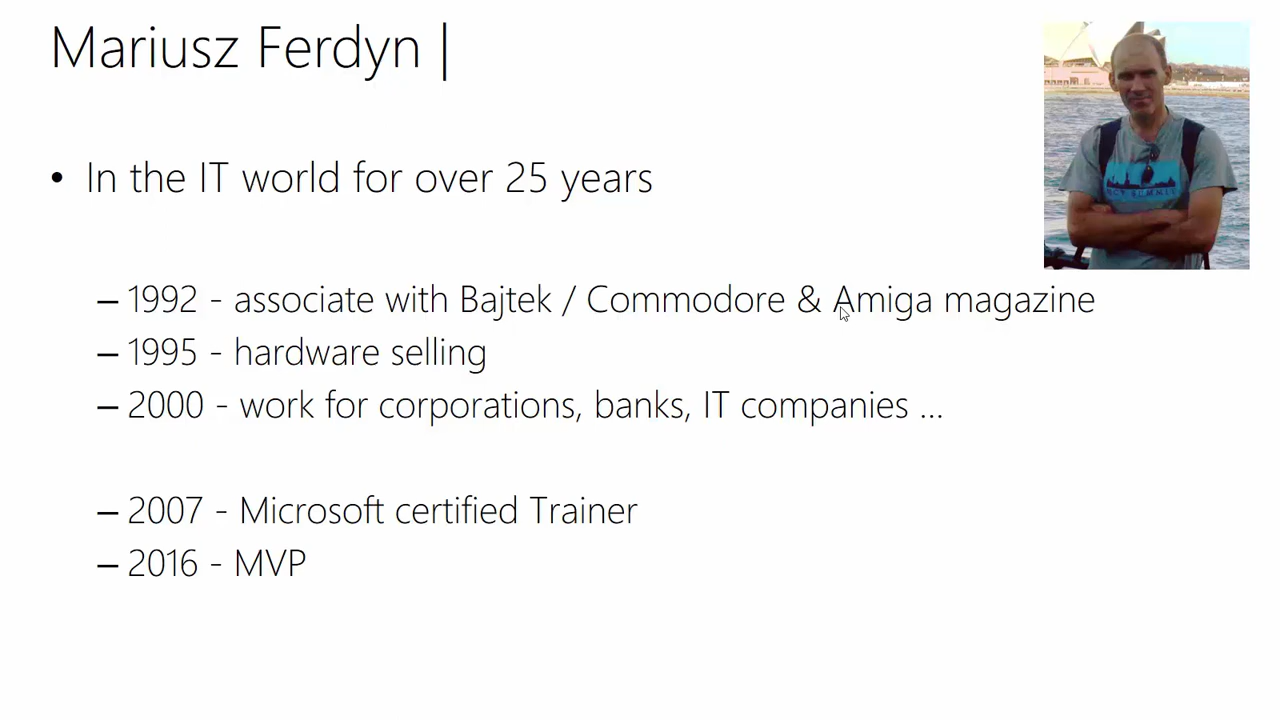 Mariusz Ferdyn |
• In the IT world for over 25 years
– 1992 - associate with Bajtek / Commodore & Amiga magazine
– 1995 - hardware selling
– 2000 - work for corporations, banks, IT companies ...
– 2007 - Microsoft certified Trainer
– 2016 - MVP